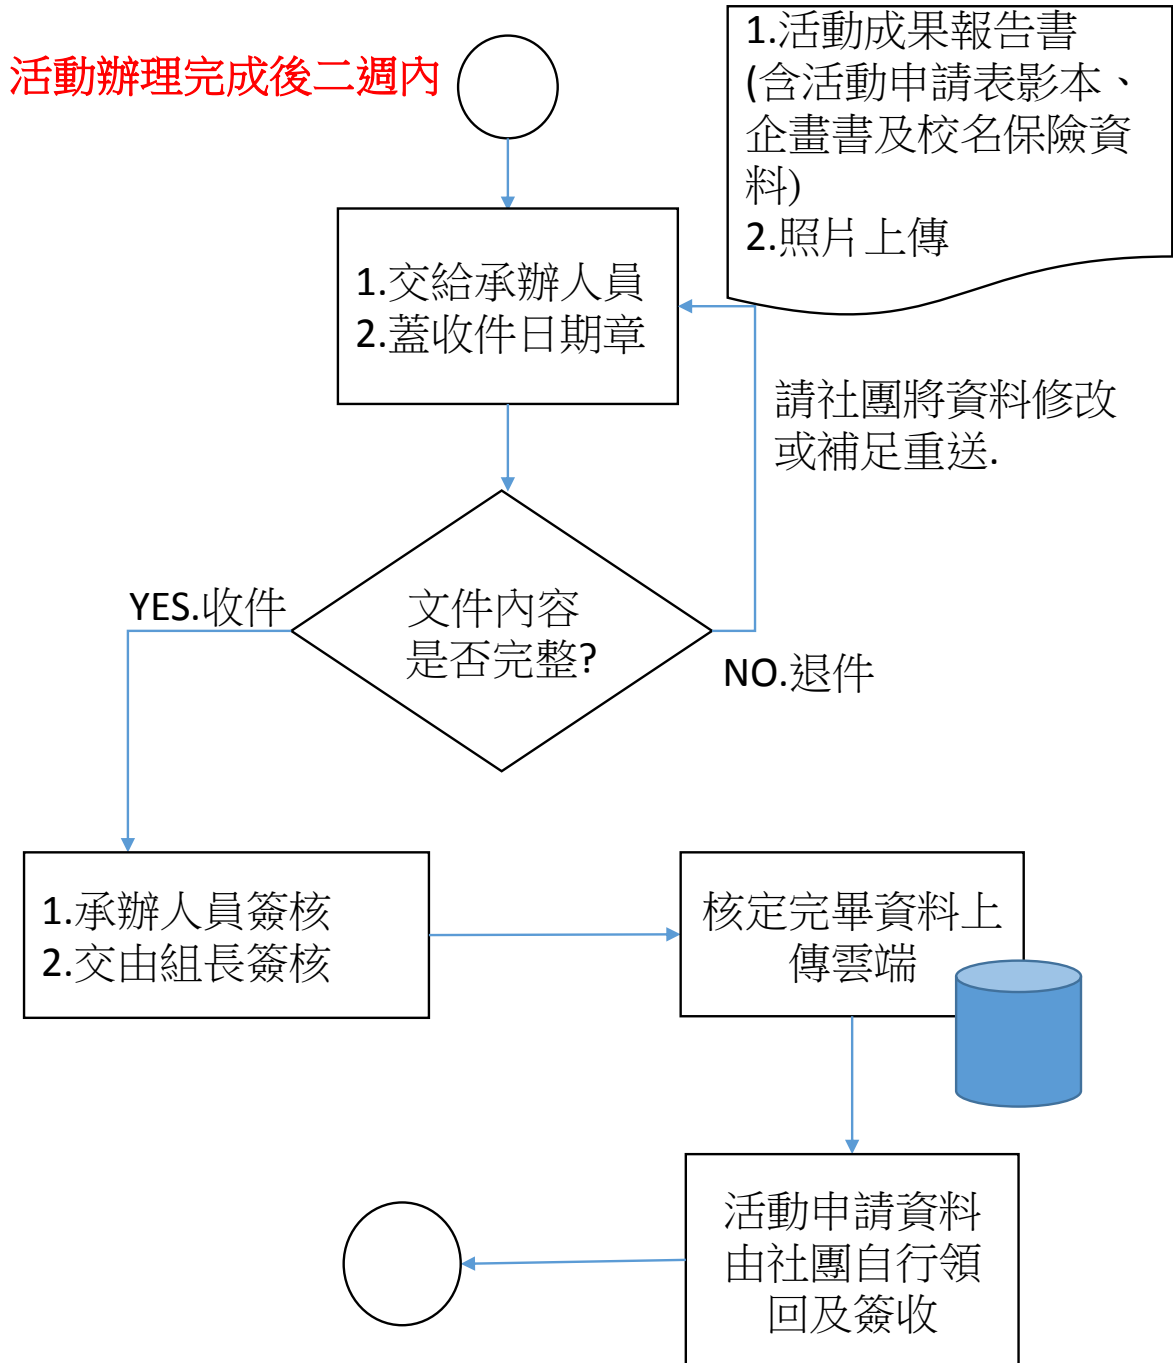 活動辦理完成後二週內
1.活動成果報告書
(含活動申請表影本、
企畫書及校名保險資
料)
2.照片上傳
1.交給承辦人員
2.蓋收件日期章
請社團將資料修改
或補足重送.
文件內容
是否完整?
YES.收件
NO.退件
1.承辦人員簽核
2.交由組長簽核
核定完畢資料上
傳雲端
活動申請資料
由社團自行領
回及簽收